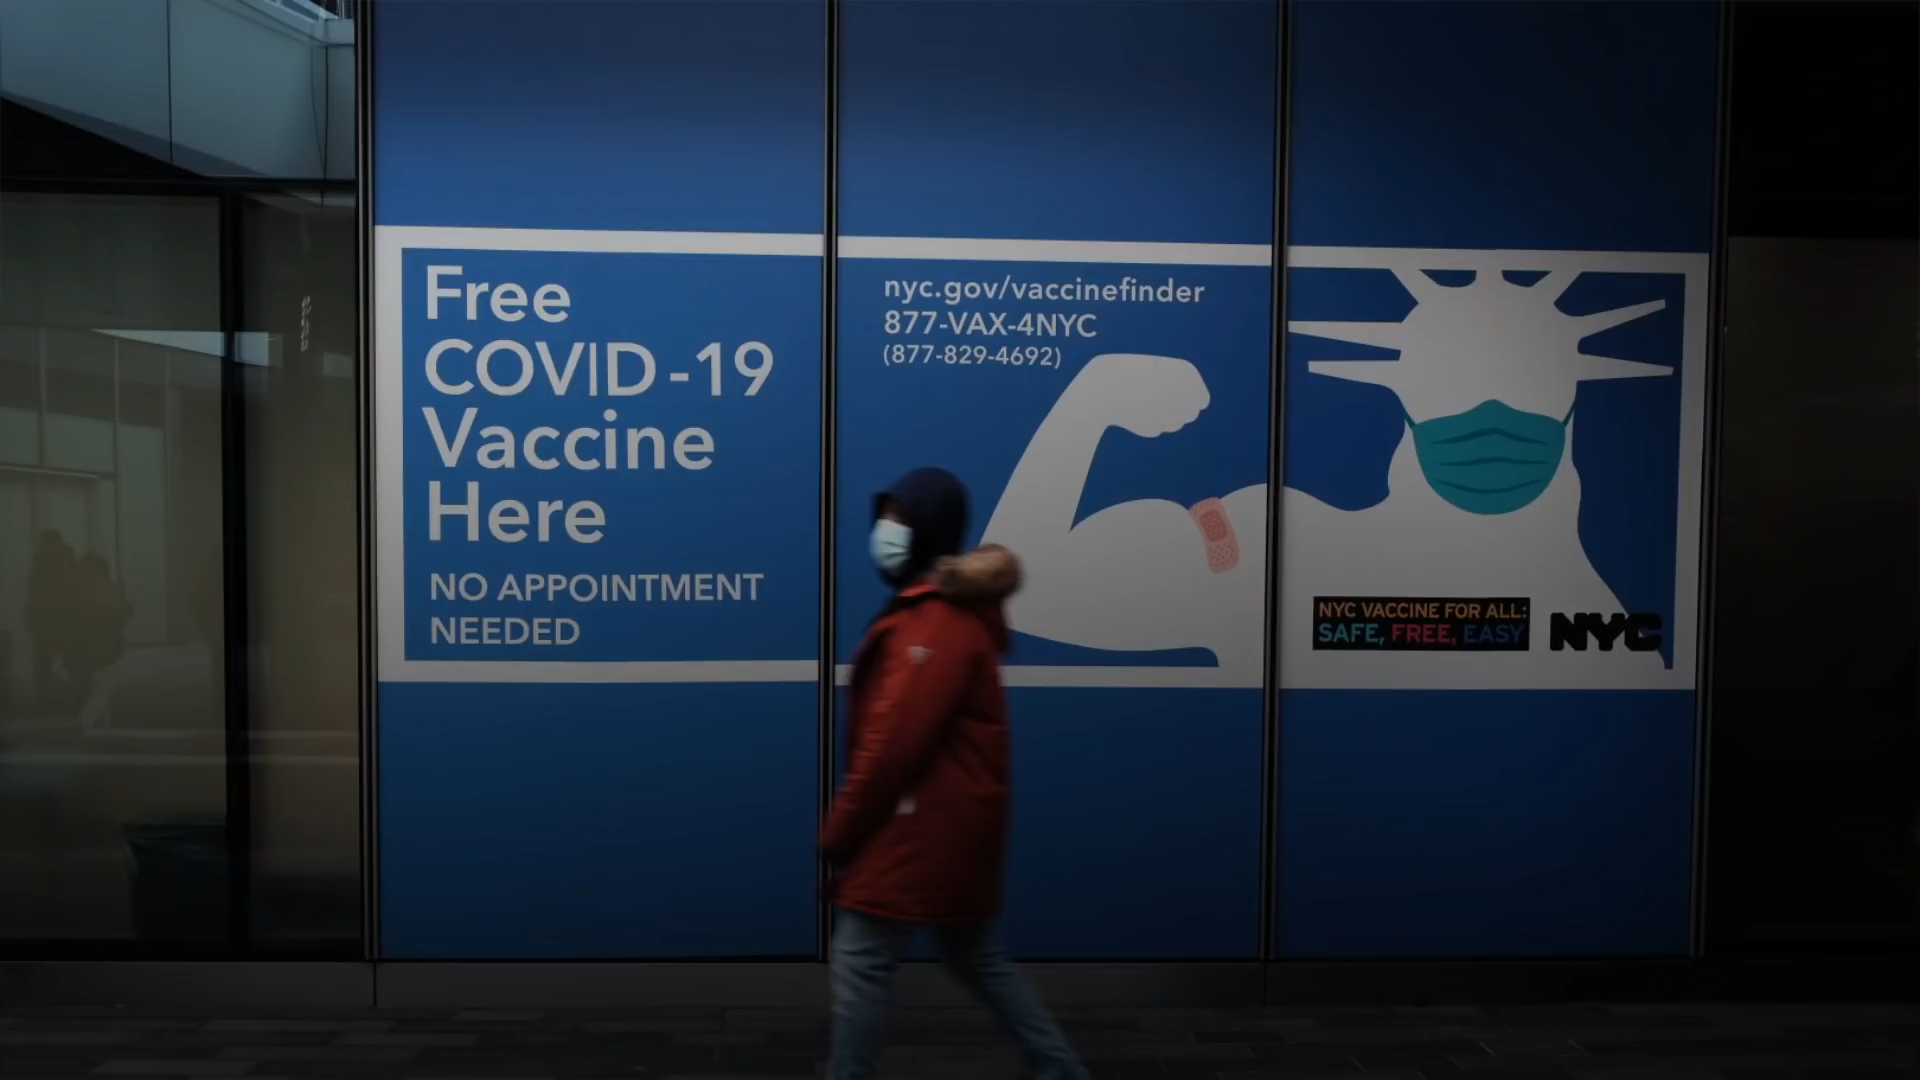 Free
COVID-19
Vaccine
Here
NO APPOINTMENT
NEEDED
nyc.gov/vaccinefinder
877-VAX-4NYC
(877-829-4692)
NYC VACCINE FOR ALL:
SAFE, FREE, EASY
NYC